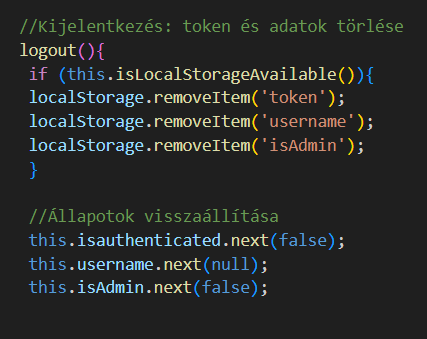 //Kijelentkezés: token és adatok törlése
logout(){
if (this.isLocalStorageAvailable()){
localStorage.removeItem('token');
localStorage.removeItem('username');
localStorage.removeItem('isAdmin');
}
//Állapotok visszaállítása
this.isauthenticated.next(false);
this.username.next(null);
this.isAdmin.next(false);